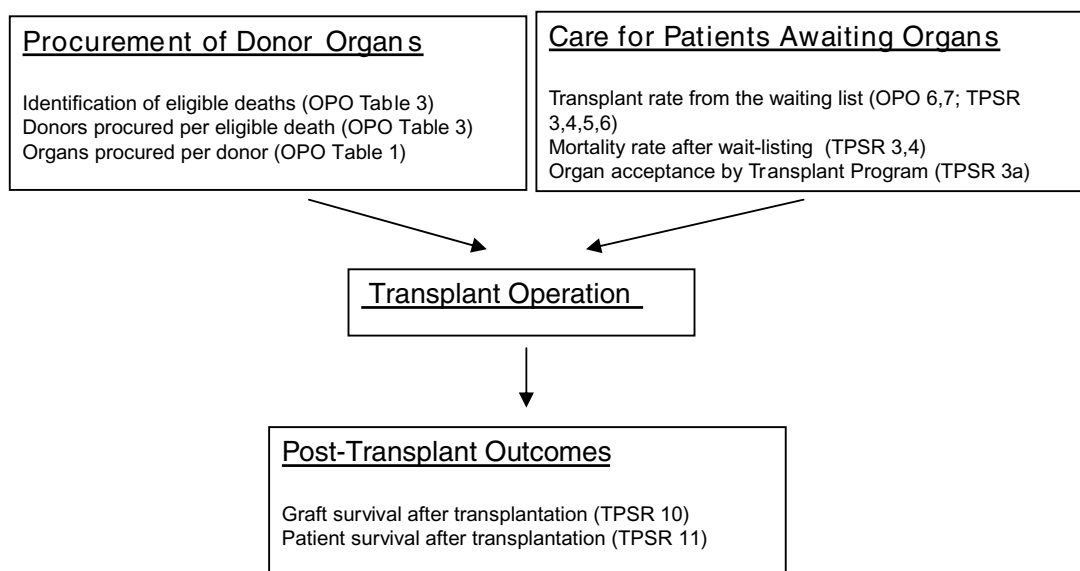 Procurement of Donor Organs
Identification of eligible deaths (OPO Table 3)
Donors procured per eligible death (OPO Table 3)
Organs procured per donor (OPO Table 1)
Care for Patients Awaiting Organs
Transplant rate from the waiting list (OPO 6,7; TPSR
3,4,5,6)
Mortality rate after wait-listing (TPSR 3,4)
Organ acceptance by Transplant Program (TPSR 3a)
Transplant Operation
Post-Transplant Outcomes
Graft survival after transplantation (TPSR 10)
Patient survival after transplantation (TPSR 11)